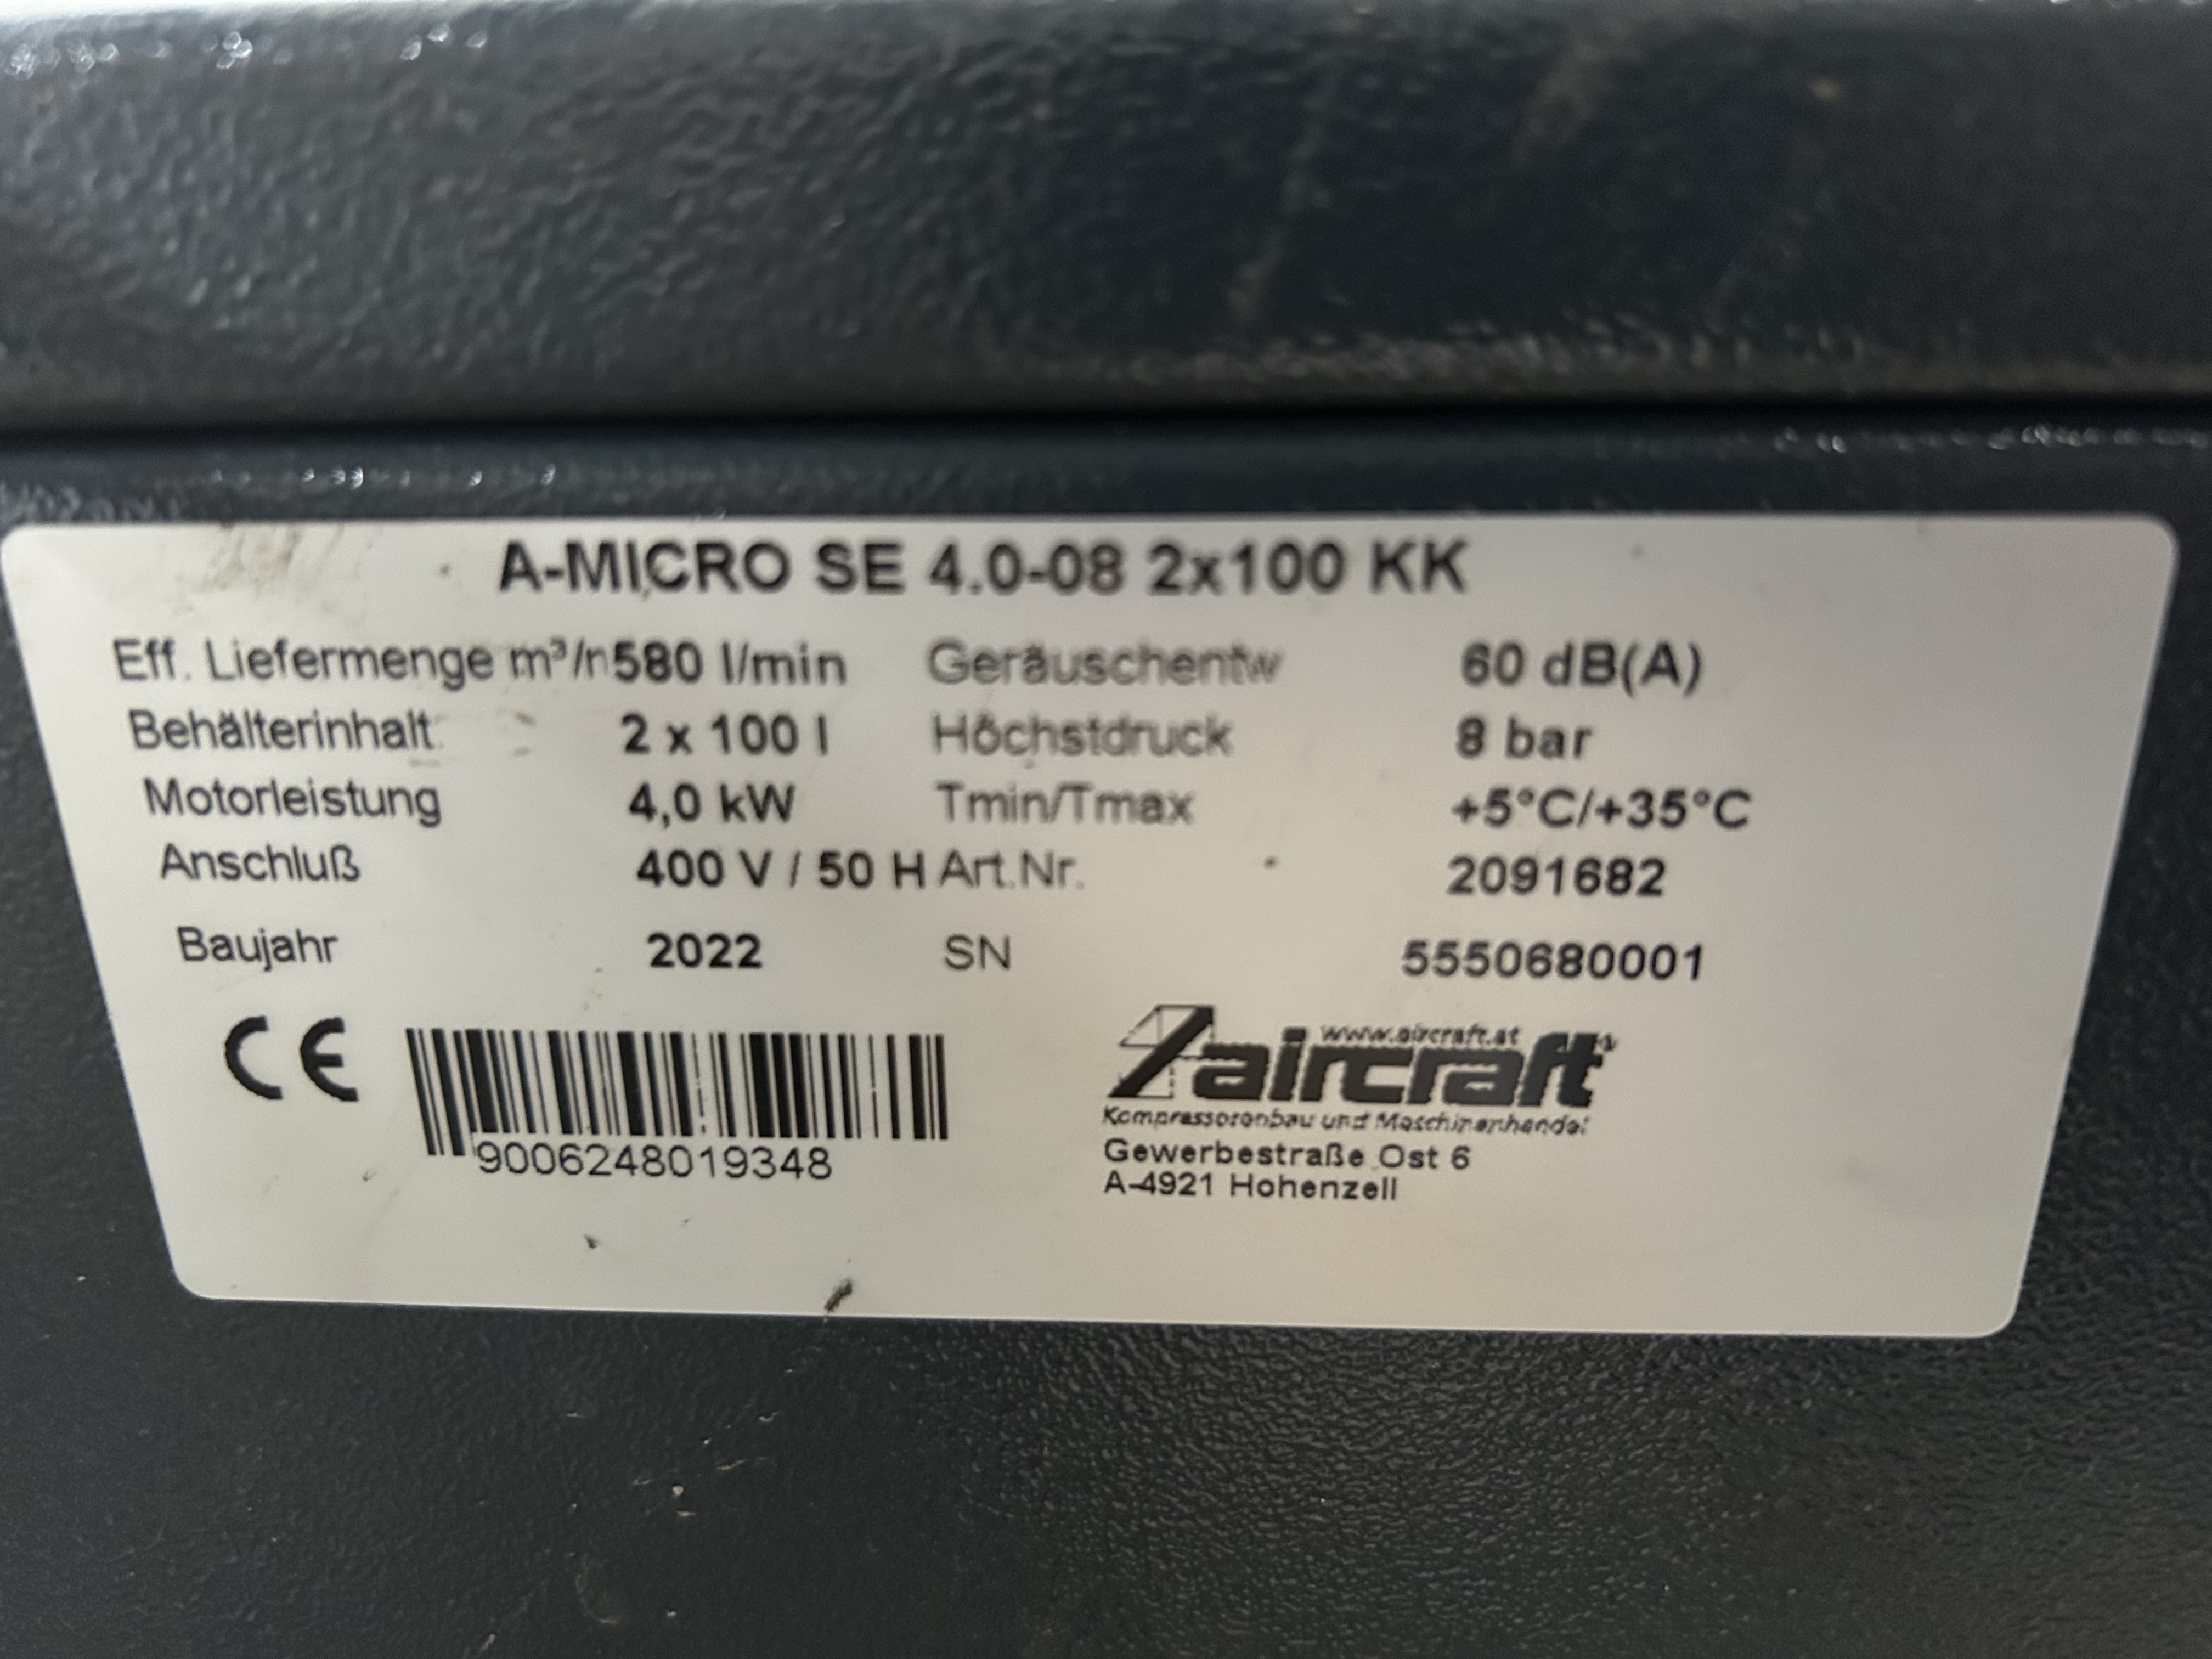 A-MICRO SE 4.0-08 2x100 KK
Eff. Liefermenge m³/n580 l/min Geräuschentw 60 dB(A)
Behälterinhalt 2 x 100 l Höchstdruck 8 bar
Motorleistung 4,0 kW Tmin/Tmax +5°C/+35°C
Anschluß 400 V / 50 H Art.Nr. 2091682
Baujahr 2022 SN 5550680001
CE
www.aircraft.at
aircraft®
Kompressorenbau und Maschinenhandel
9006248019348
Gewerbestraße Ost 6
A-4921 Hohenzell